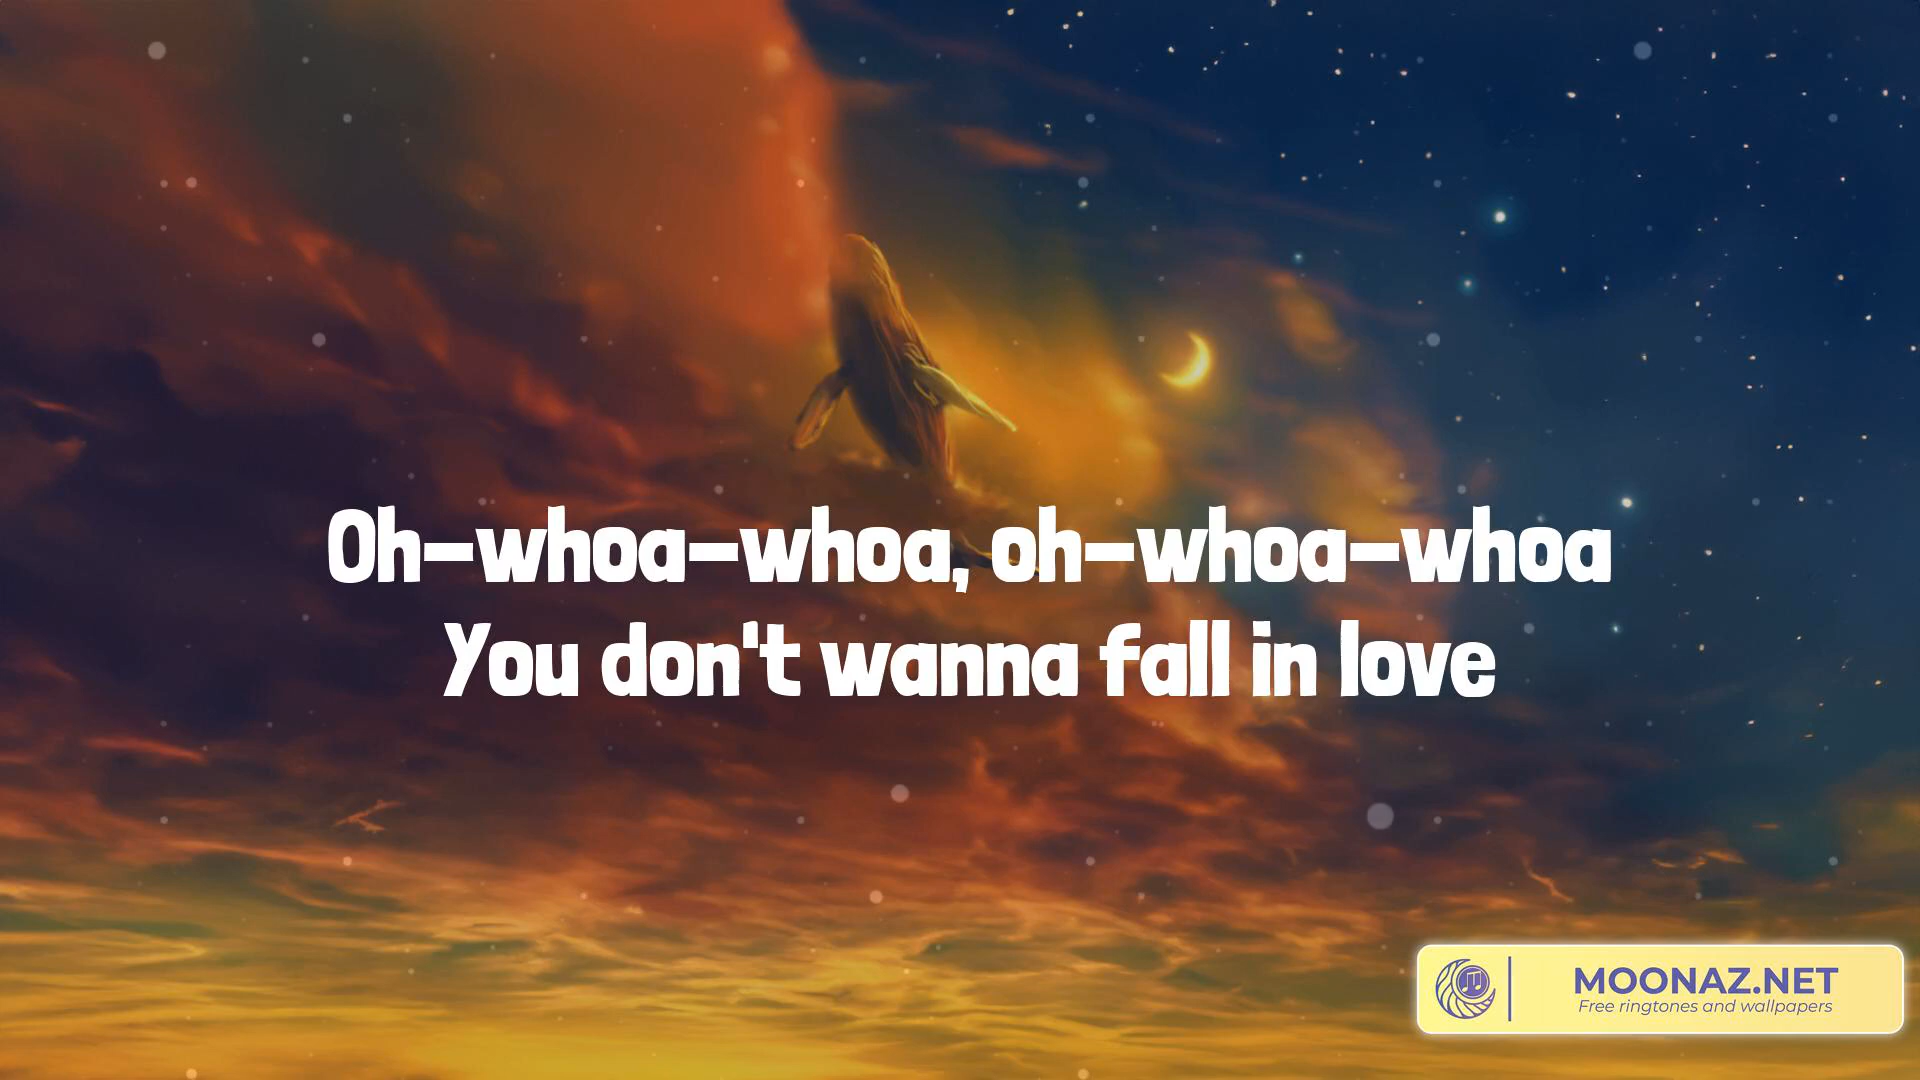 Oh-whoa-whoa, oh-whoa-whoa
You don't wanna fall in love
MOONAZ.NET
Free ringtones and wallpapers